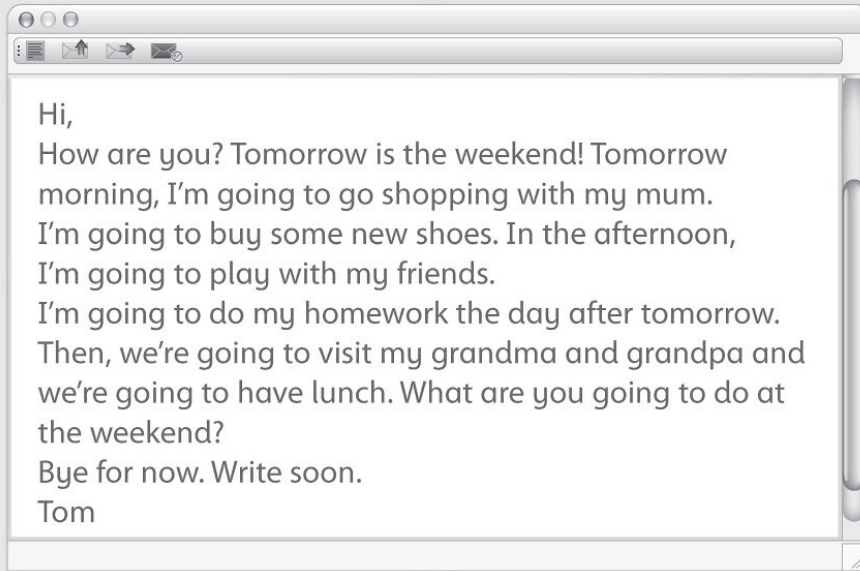 Hi,
How are you? Tomorrow is the weekend! Tomorrow
morning, I'm going to go shopping with my mum.
I'm going to buy some new shoes. In the afternoon,
I'm going to play with my friends.
I'm going to do my homework the day after tomorrow.
Then, we're going to visit my grandma and grandpa and
we're going to have lunch. What are you going to do at
the weekend?
Bye for now. Write soon.
Tom